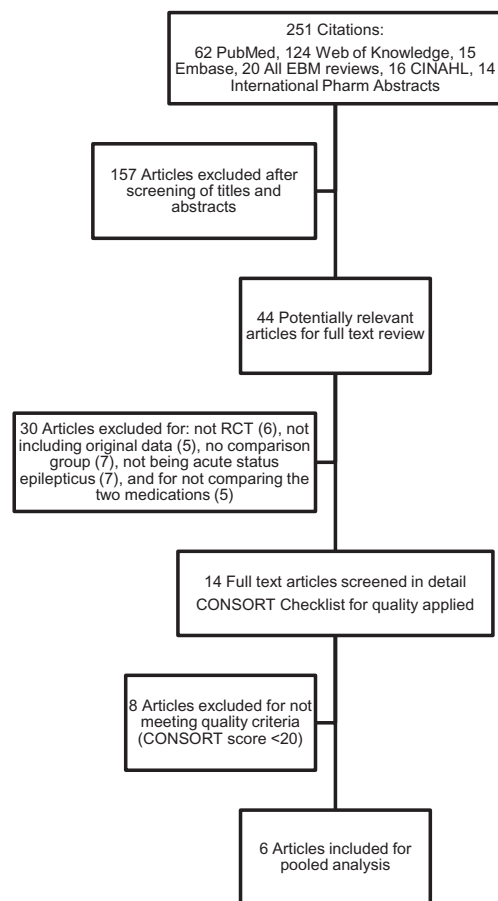 251 Citations:
62 PubMed, 124 Web of Knowledge, 15
Embase, 20 All EBM reviews, 16 CINAHL, 14
International Pharm Abstracts
157 Articles excluded after
screening of titles and
abstracts
44 Potentially relevant
articles for full text review
30 Articles excluded for: not RCT (6), not
including original data (5), no comparison
group (7), not being acute status
epilepticus (7), and for not comparing the
two medications (5)
14 Full text articles screened in detail
CONSORT Checklist for quality applied
8 Articles excluded for not
meeting quality criteria
(CONSORT score <20)
6 Articles included for
pooled analysis